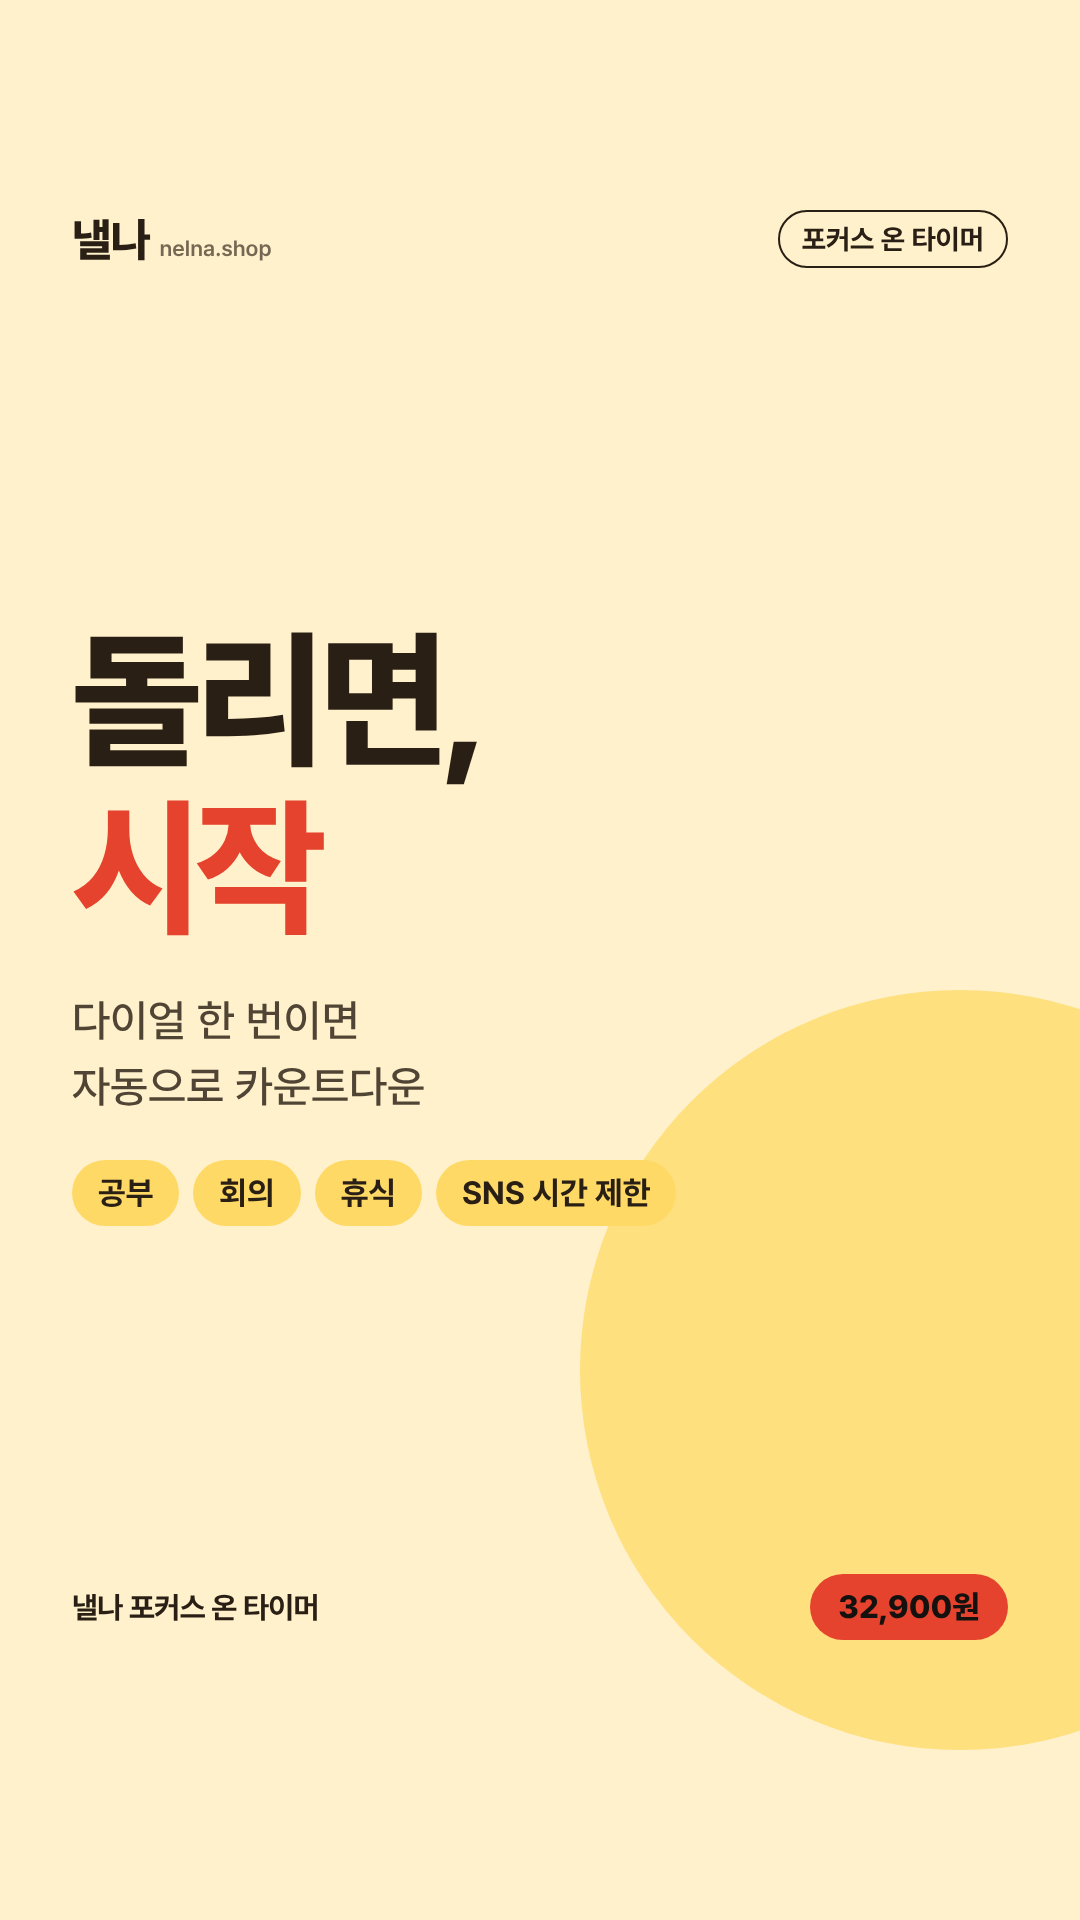 낼나 nelna.shop
포커스 온 타이머
돌리면,
시작
다이얼 한 번이면
자동으로 카운트다운
공부 회의 휴식 SNS 시간 제한
낼나 포커스 온 타이머
32,900원